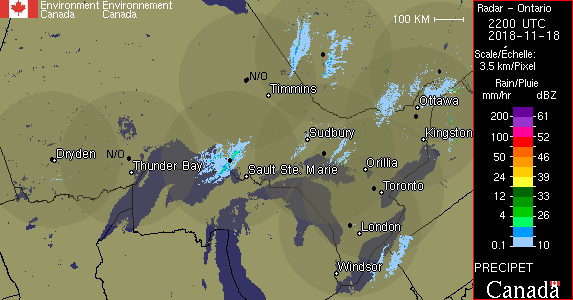 Environment Environnement
Canada Canada
100 KM
N/O
Timmins
Ottawa
Sudbury
Kingston
Dryden
N/O
Thunder Bay
Sault Ste. Marie
Orillia
Toronto
London
Windsor
Radar - Ontario
2200 UTC
2018-11-18
Scale/Échelle:
3.5 km/Pixel
Rain/Pluie
mm/hr dBZ
200 61
100 56
50 52
24 46
24 39
12 33
4 26
0.1 10
PRECIPET
Canada